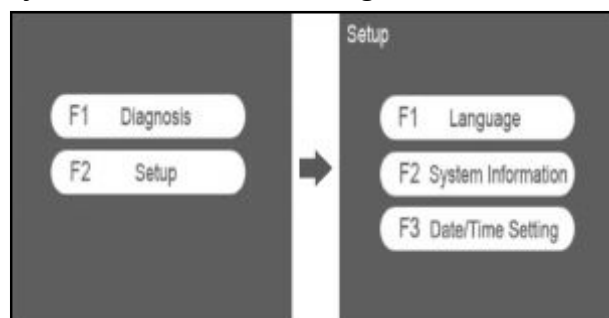 F1 Diagnosis
F2 Setup
Setup
F1 Language
F2 System Information
F3 Date/Time Setting